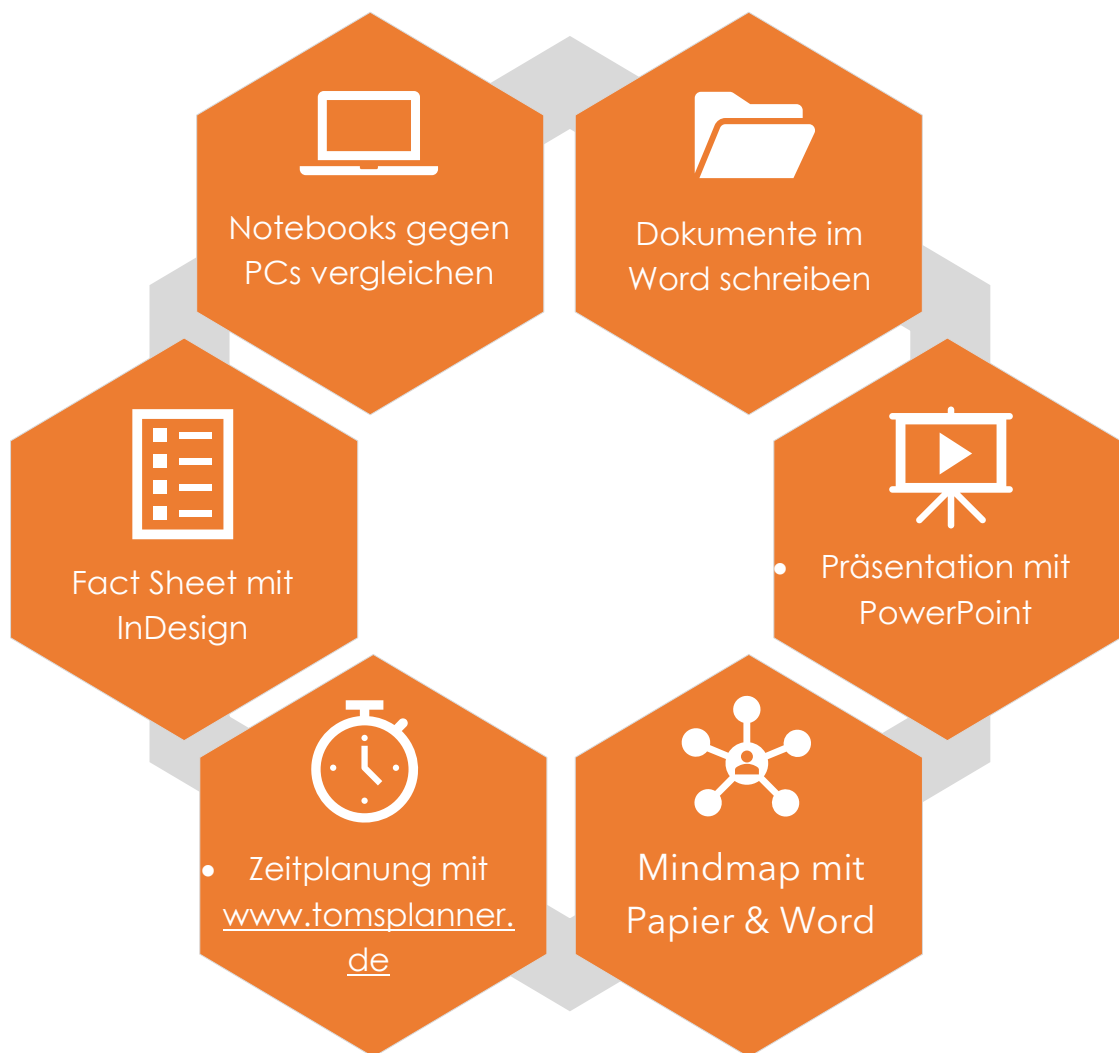 Notebooks gegen
PCs vergleichen
Dokumente im
Word schreiben
• Präsentation mit
PowerPoint
Mindmap mit
Papier & Word
• Zeitplanung mit
www.tomsplanner.
de
Fact Sheet mit
InDesign